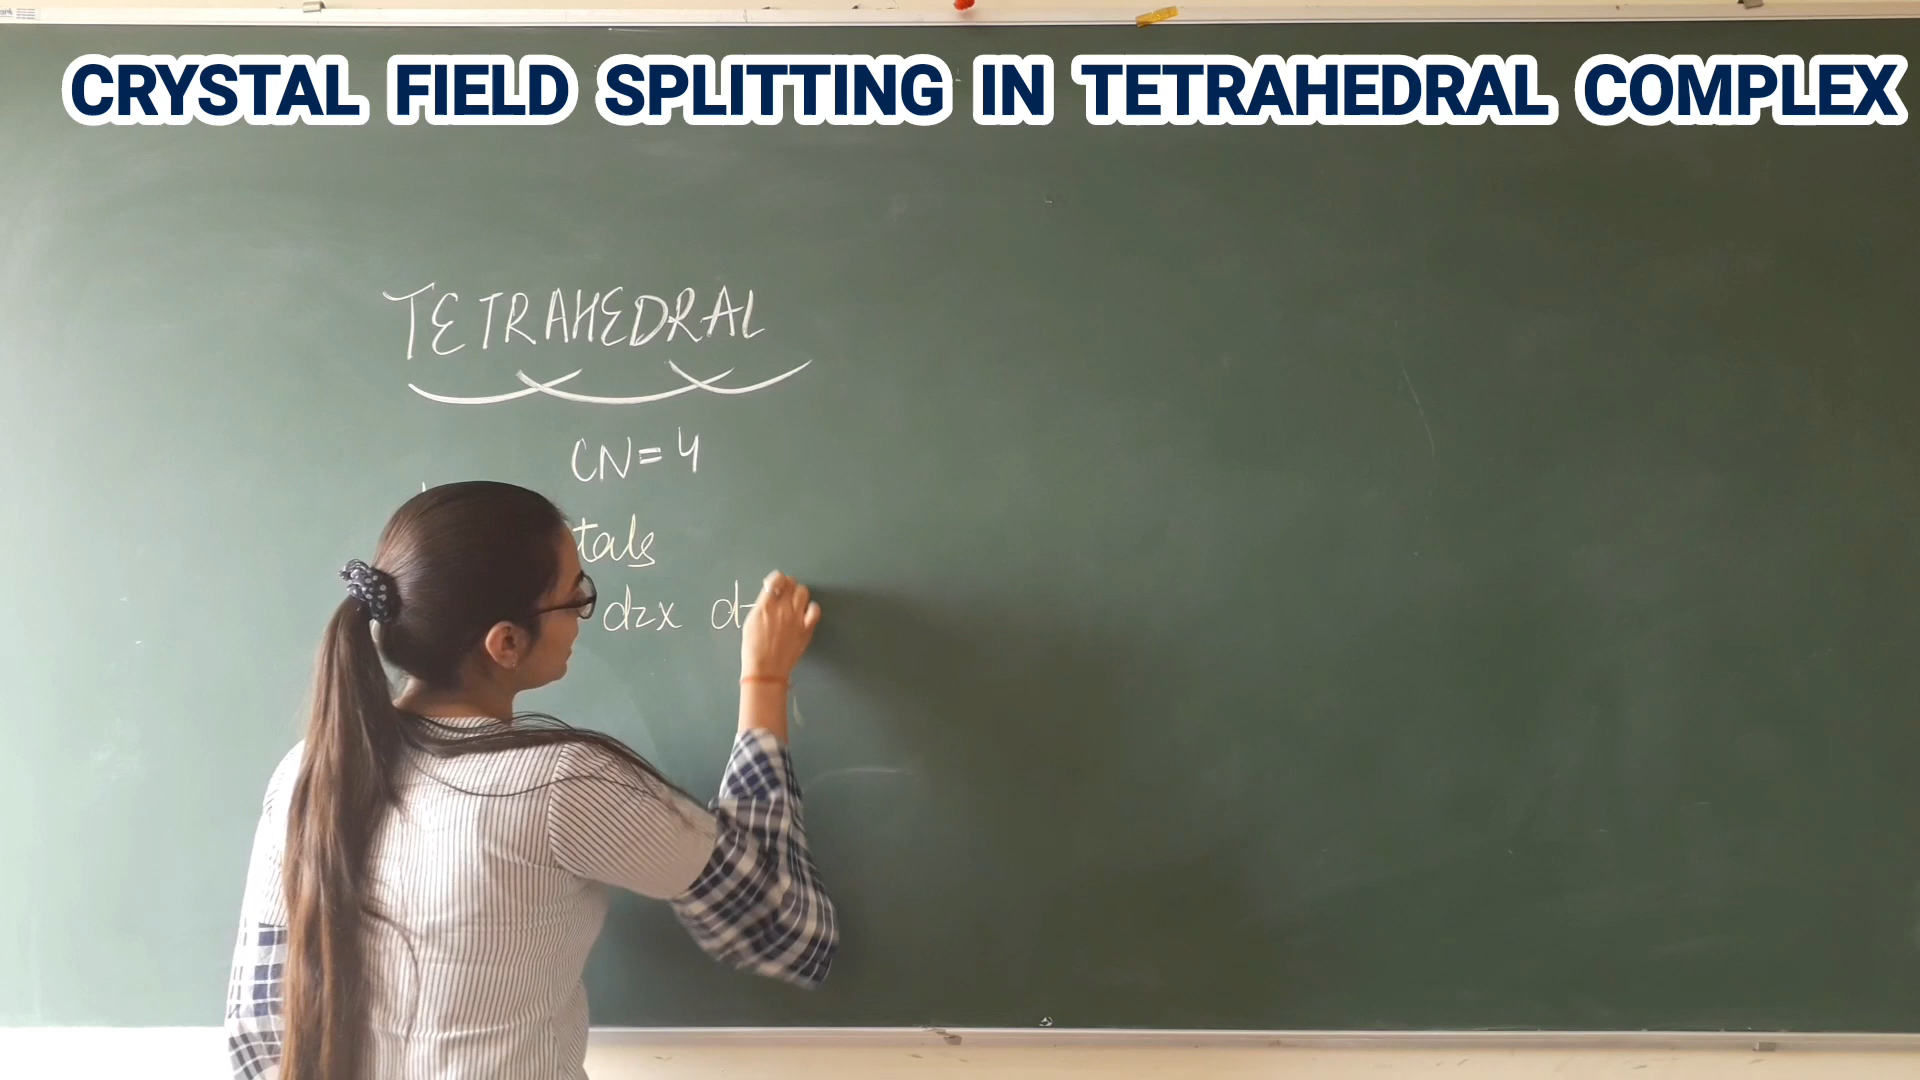 CRYSTAL FIELD SPLITTING IN TETRAHEDRAL COMPLEX
TETRAHEDRAL
CN = 4
tals
dzx d